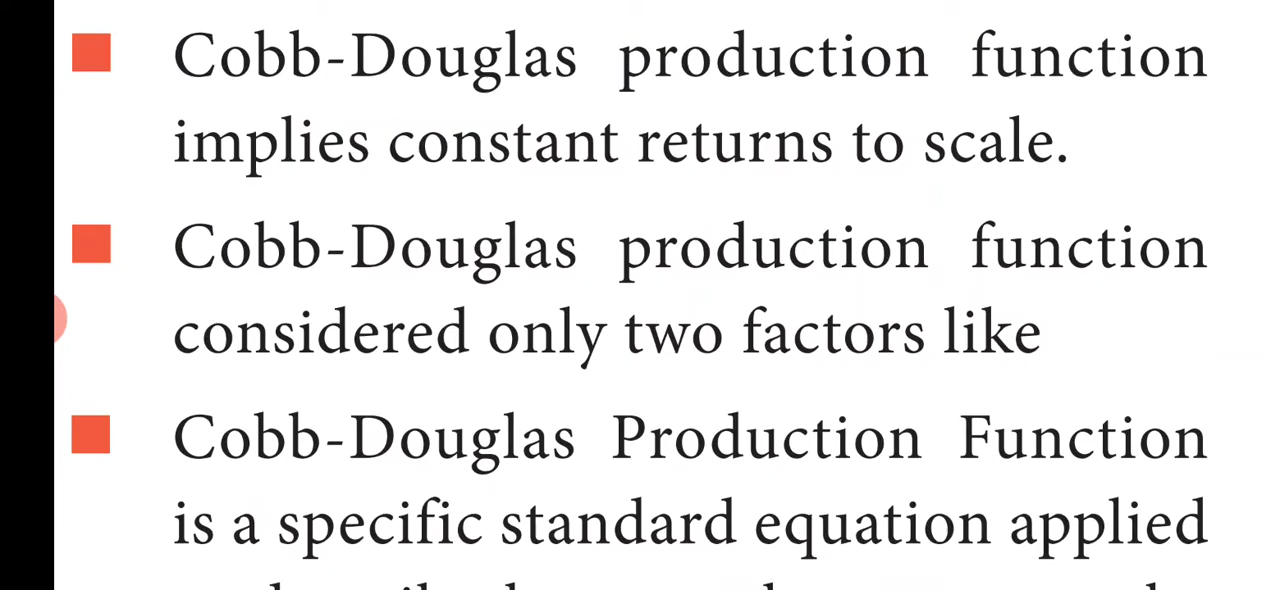 Cobb-Douglas production function
implies constant returns to scale.
Cobb-Douglas production function
considered only two factors like
Cobb-Douglas Production Function
is a specific standard equation applied